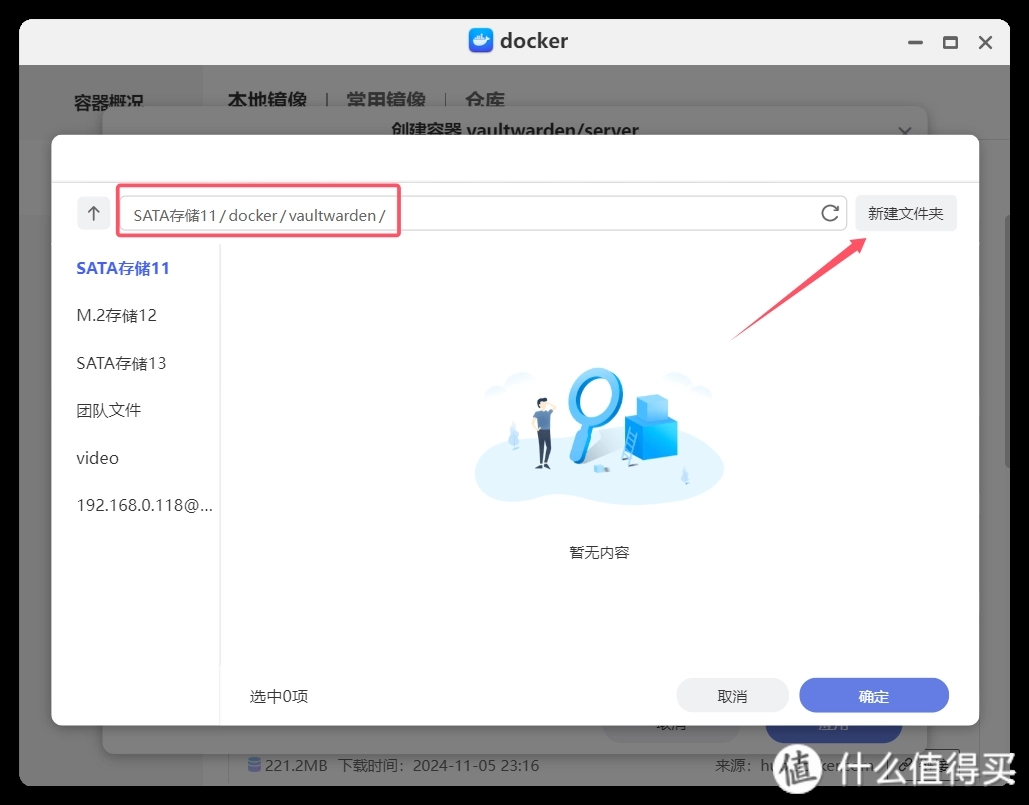 docker
容器概况
本地镜像 | 常用镜像 | 仓库
创建容器 vaultwarden/server
SATA存储11/docker/vaultwarden/
新建文件夹
SATA存储11
M.2存储12
SATA存储13
团队文件
video
192.168.0.118@...
暂无内容
选中0项
取消
确定
取消
应用
221.2MB 下载时间：2024-11-05 23:16
来源：
值 什么值得买